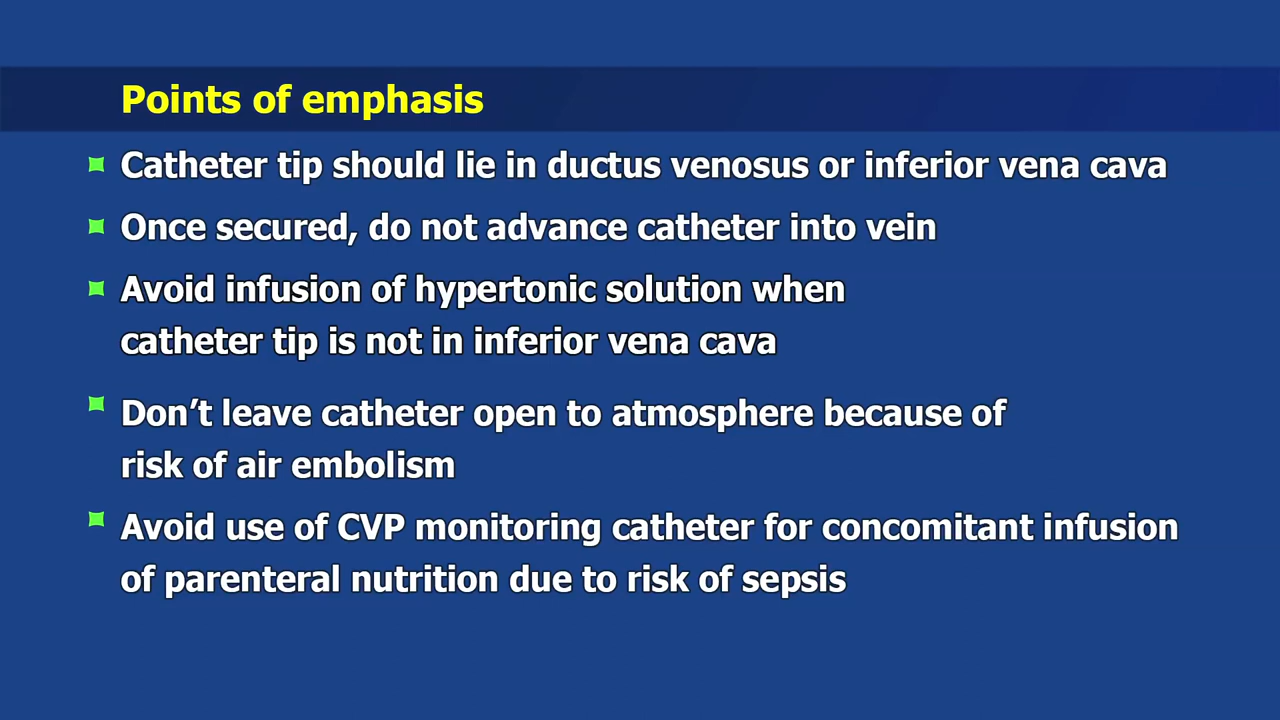 Points of emphasis
Catheter tip should lie in ductus venosus or inferior vena cava
Once secured, do not advance catheter into vein
Avoid infusion of hypertonic solution when
catheter tip is not in inferior vena cava
Don’t leave catheter open to atmosphere because of
risk of air embolism
Avoid use of CVP monitoring catheter for concomitant infusion
of parenteral nutrition due to risk of sepsis